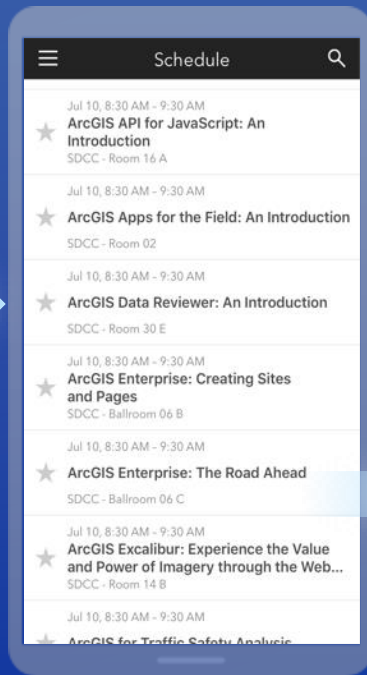 Schedule
Jul 10, 8:30 AM - 9:30 AM
ArcGIS API for JavaScript: An
Introduction
SDCC - Room 16 A
Jul 10, 8:30 AM - 9:30 AM
ArcGIS Apps for the Field: An Introduction
SDCC - Room 02
Jul 10, 8:30 AM - 9:30 AM
ArcGIS Data Reviewer: An Introduction
SDCC - Room 30 E
Jul 10, 8:30 AM - 9:30 AM
ArcGIS Enterprise: Creating Sites
and Pages
SDCC - Ballroom 06 B
Jul 10, 8:30 AM - 9:30 AM
ArcGIS Enterprise: The Road Ahead
SDCC - Ballroom 06 C
Jul 10, 8:30 AM - 9:30 AM
ArcGIS Excalibur: Experience the Value
and Power of Imagery through the Web...
SDCC - Room 14 B
Jul 10, 8:30 AM - 9:30 AM
ArcGIS for Traffic Safety Analysis